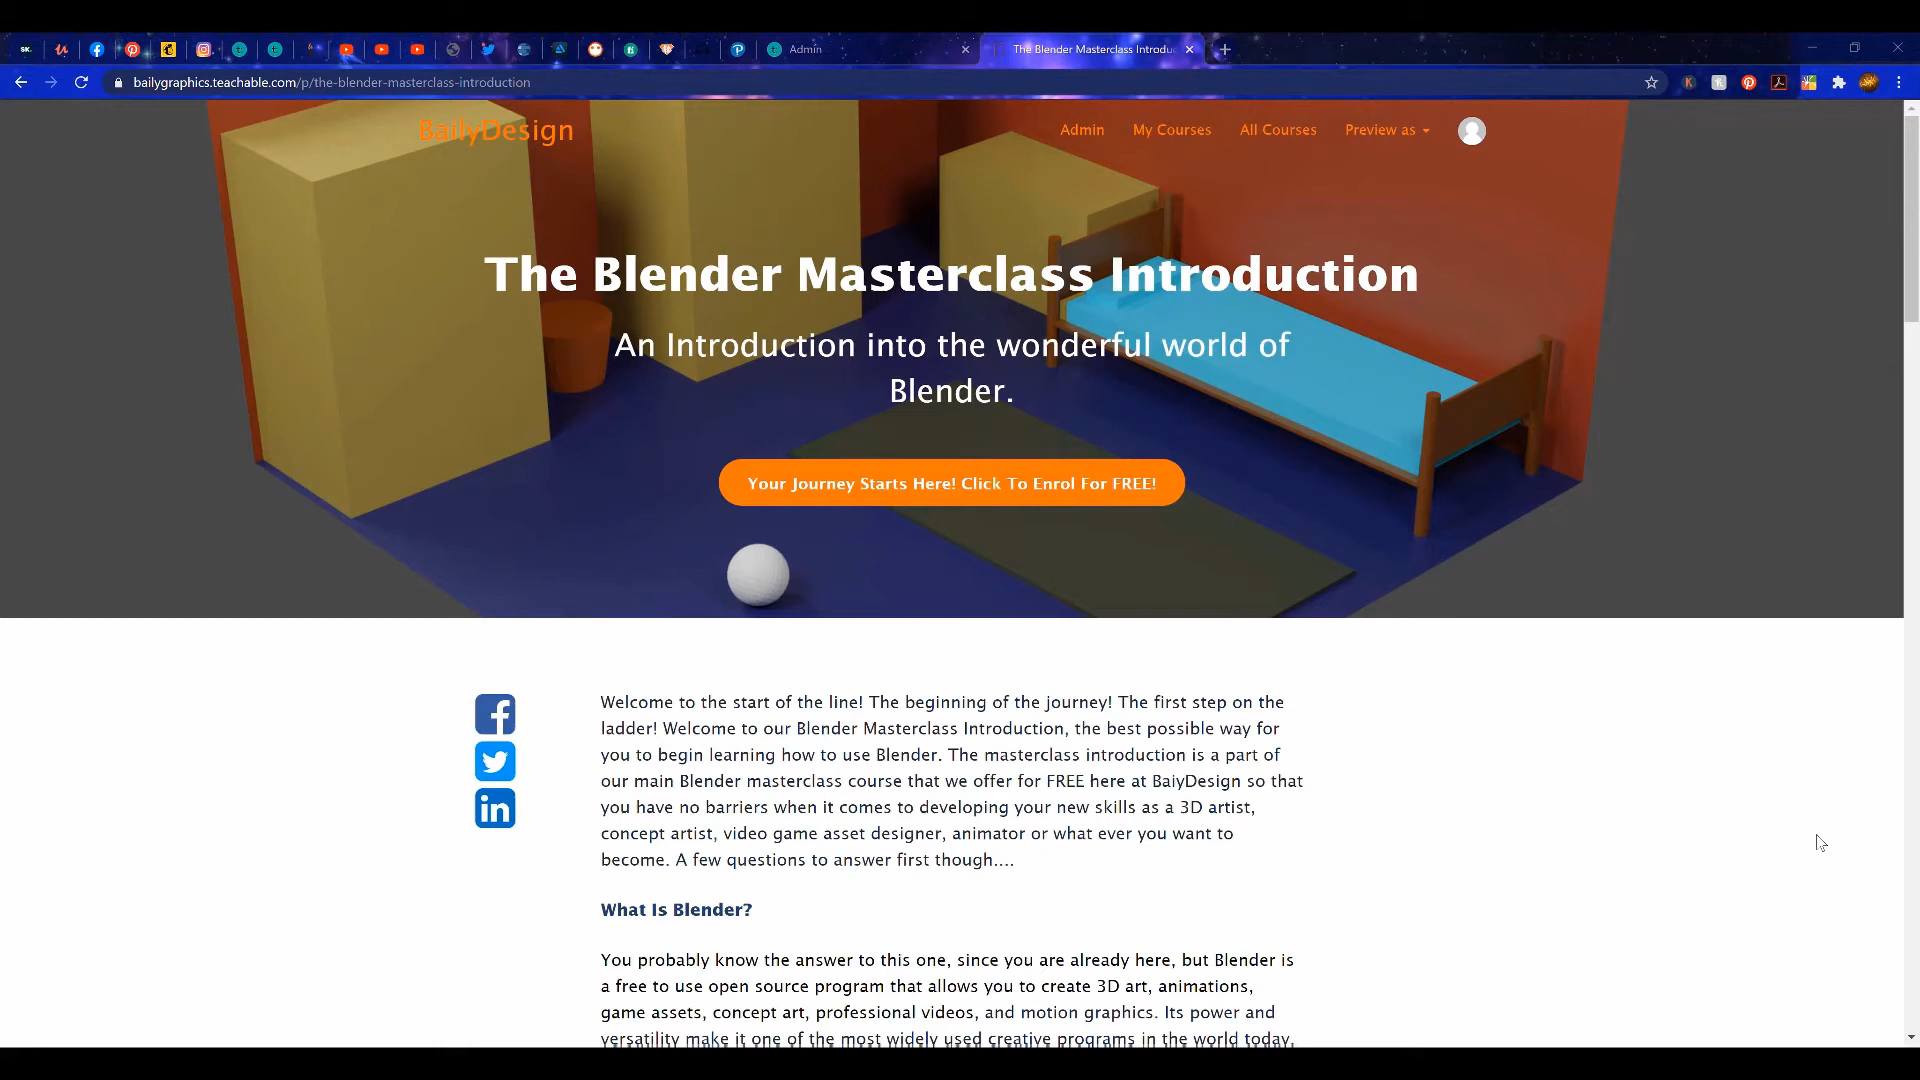 SK.
Admin
The Blender Masterclass Introdu
bailygraphics.teachable.com/p/the-blender-masterclass-introduction
BailyDesign
Admin
My Courses
All Courses
Preview as
The Blender Masterclass Introduction
An Introduction into the wonderful world of
Blender.
Your Journey Starts Here! Click To Enrol For FREE!
Welcome to the start of the line! The beginning of the journey! The first step on the
ladder! Welcome to our Blender Masterclass Introduction, the best possible way for
you to begin learning how to use Blender. The masterclass introduction is a part of
our main Blender masterclass course that we offer for FREE here at BaiyDesign so that
you have no barriers when it comes to developing your new skills as a 3D artist,
concept artist, video game asset designer, animator or what ever you want to
become. A few questions to answer first though....
What Is Blender?
You probably know the answer to this one, since you are already here, but Blender is
a free to use open source program that allows you to create 3D art, animations,
game assets, concept art, professional videos, and motion graphics. Its power and
versatility make it one of the most widely used creative programs in the world today,